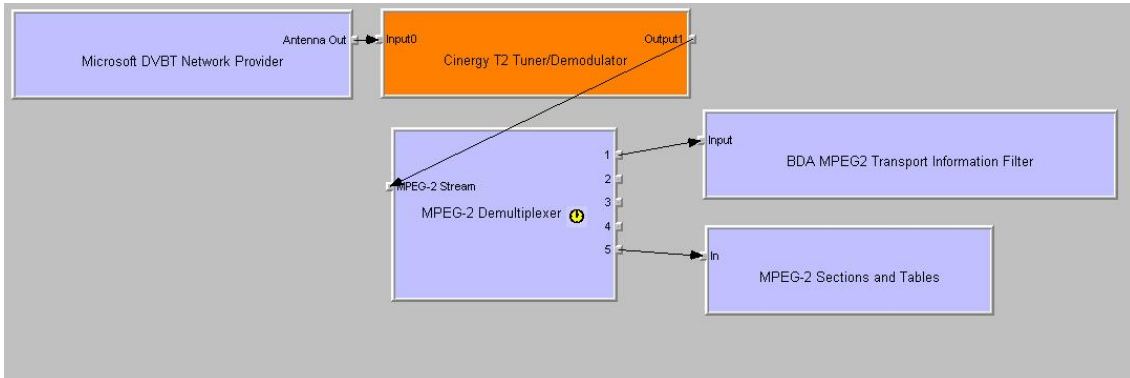 Antenna Out
Microsoft DVBT Network Provider
Input0
Output1
Cinergy T2 Tuner/Demodulator
MPEG-2 Stream
MPEG-2 Demultiplexer
1
2
3
4
5
Input
BDA MPEG2 Transport Information Filter
In
MPEG-2 Sections and Tables